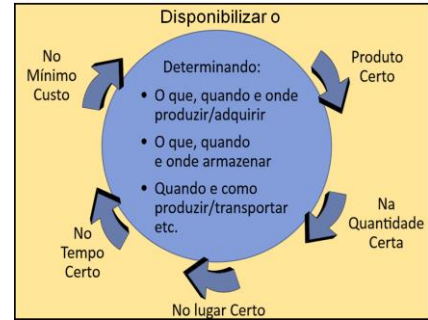 Disponibilizar o
Produto
Certo
Na
Quantidade
Certa
No lugar Certo
No
Tempo
Certo
No
Mínimo
Custo
Determinando:
• O que, quando e onde
produzir/adquirir
• O que, quando
e onde armazenar
• Quando e como
produzir/transportar
etc.